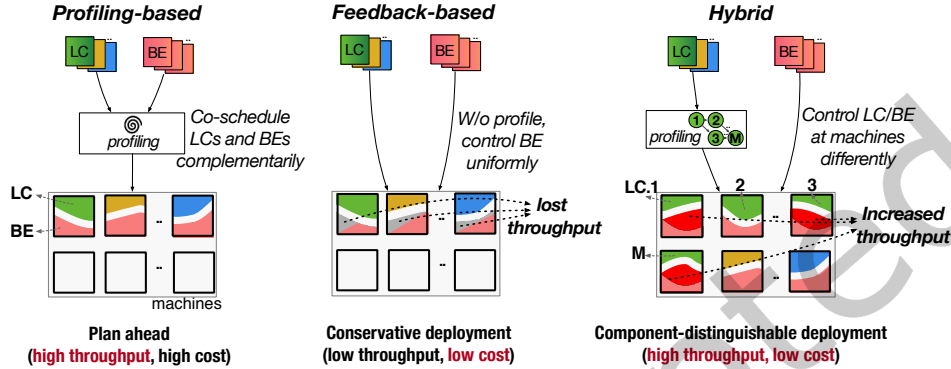 Profiling-based
LC
..
BE
..
profiling
Co-schedule
LCs and BEs
complementarily
LC
BE
..
..
machines
Plan ahead
(high throughput, high cost)
Feedback-based
LC
..
BE
..
W/o profile,
control BE
uniformly
..
lost
throughput
..
Conservative deployment
(low throughput, low cost)
Hybrid
LC
..
BE
..
profiling
1
2
..
3
M
Control LC/BE
at machines
differently
LC.1
2
3
..
Increased
throughput
M
..
Component-distinguishable deployment
(high throughput, low cost)